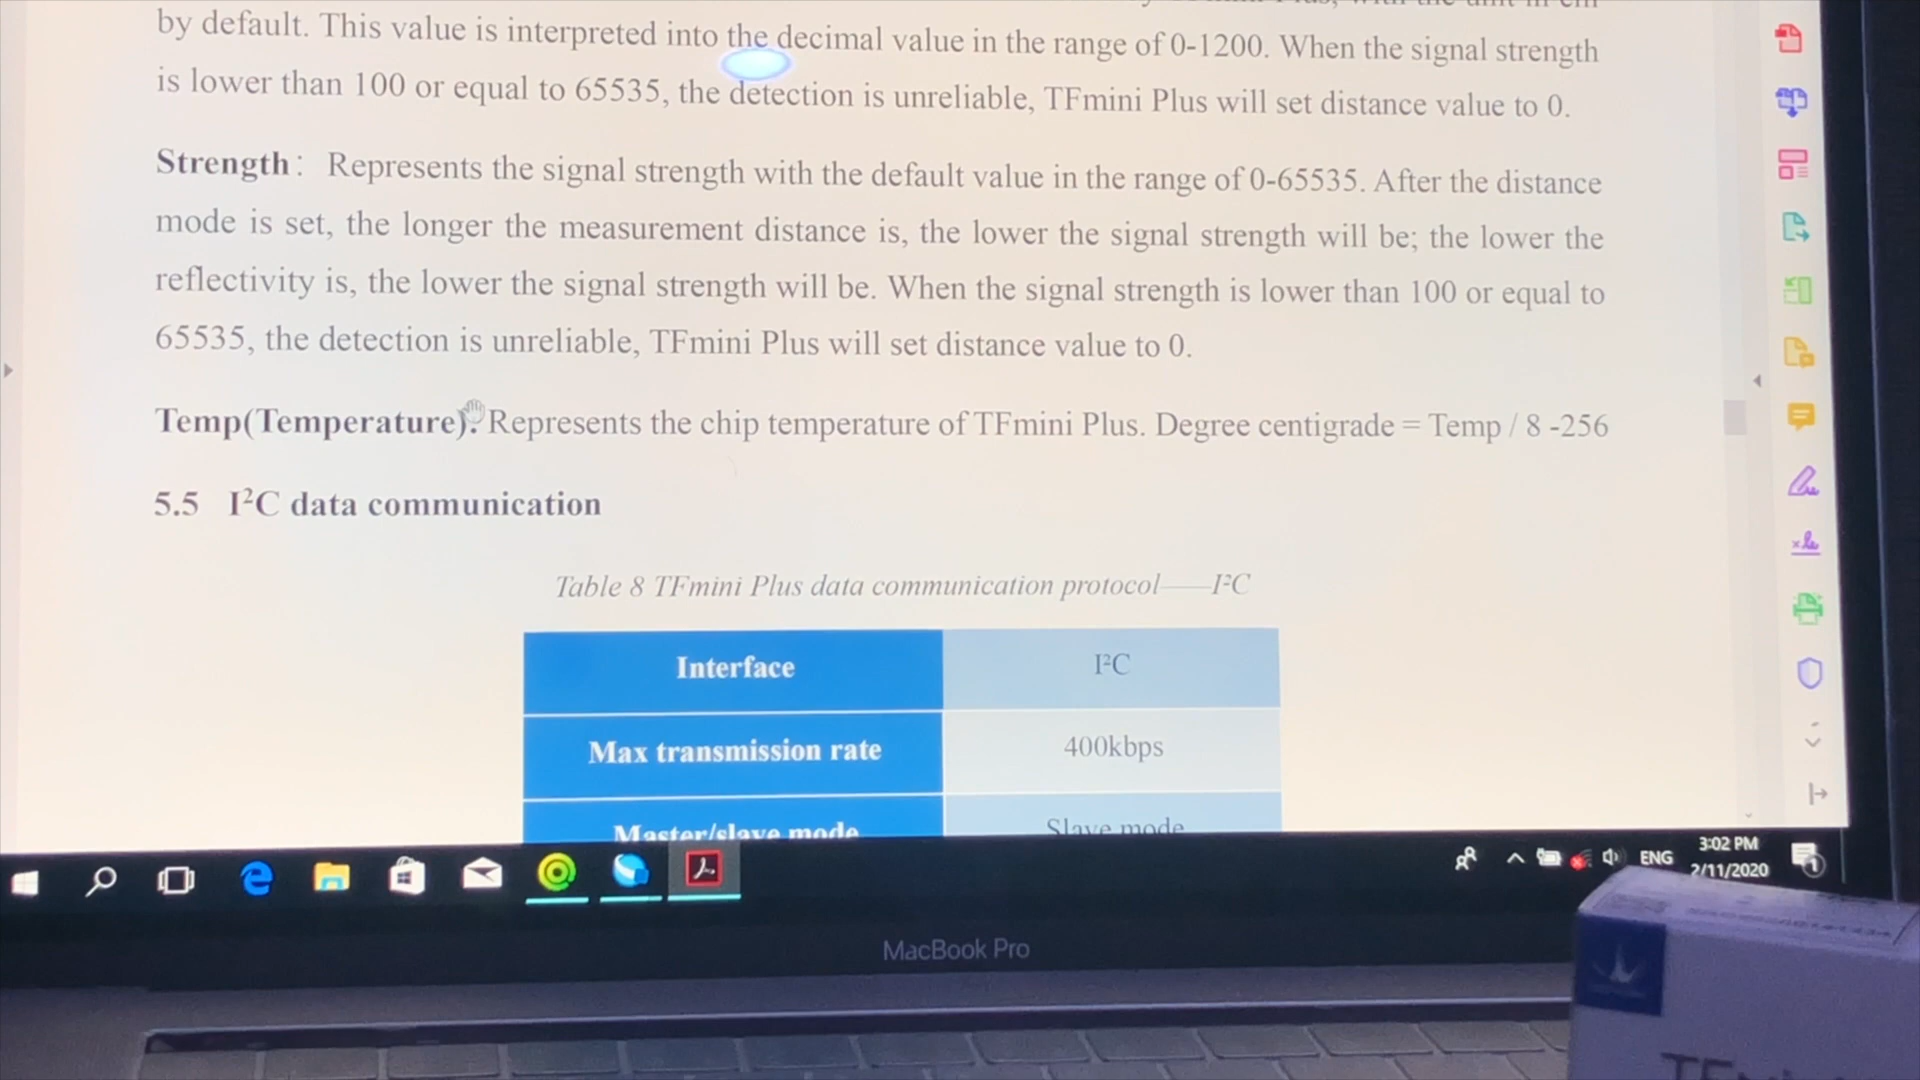 by default. This value is interpreted into the decimal value in the range of 0-1200. When the signal strength
is lower than 100 or equal to 65535, the detection is unreliable, TFmini Plus will set distance value to 0.
Strength: Represents the signal strength with the default value in the range of 0-65535. After the distance
mode is set, the longer the measurement distance is, the lower the signal strength will be; the lower the
reflectivity is, the lower the signal strength will be. When the signal strength is lower than 100 or equal to
65535, the detection is unreliable, TFmini Plus will set distance value to 0.
Temp(Temperature): Represents the chip temperature of TFmini Plus. Degree centigrade = Temp / 8 -256
5.5 I²C data communication
Table 8 TFmini Plus data communication protocol——I²C
Interface I²C
Max transmission rate 400kbps
Master/slave mode Slave mode
ENG
3:02 PM
2/11/2020
1
MacBook Pro